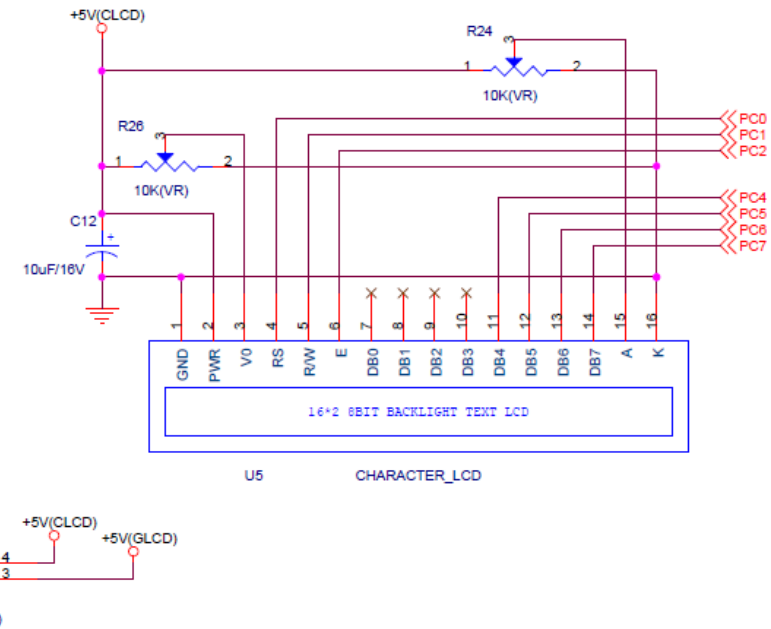 +5V(CLCD)
R24
3
1
2
10K(VR)
PC0
PC1
PC2
R26
3
1
2
10K(VR)
PC4
PC5
PC6
PC7
C12
+
10uF/16V
1 2 3 4 5 6 7 8 9 10 11 12 13 14 15 16
GND PWR V0 RS R/W E DB0 DB1 DB2 DB3 DB4 DB5 DB6 DB7 A K
16*2 8BIT BACKLIGHT TEXT LCD
U5 CHARACTER_LCD
+5V(CLCD)
+5V(GLCD)
4
3
)